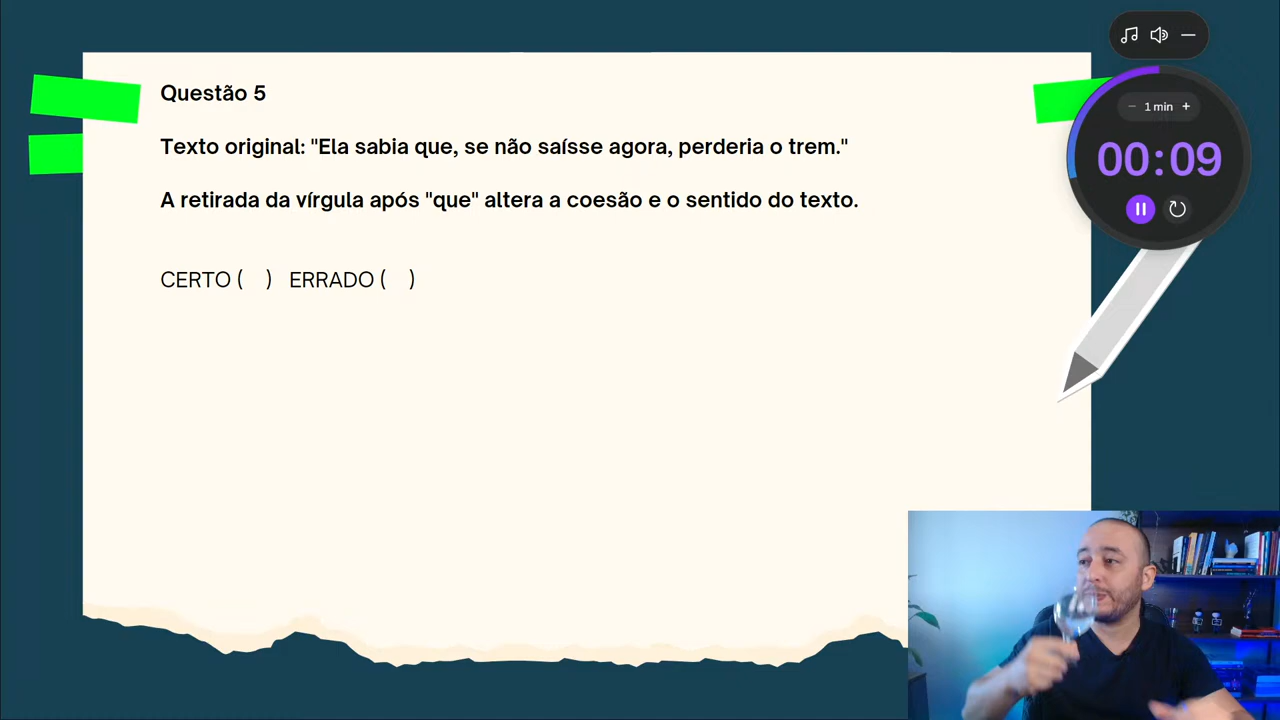 Questão 5
Texto original: "Ela sabia que, se não saísse agora, perderia o trem."
A retirada da vírgula após "que" altera a coesão e o sentido do texto.
CERTO (    )   ERRADO (    )
− 1 min +
00:09